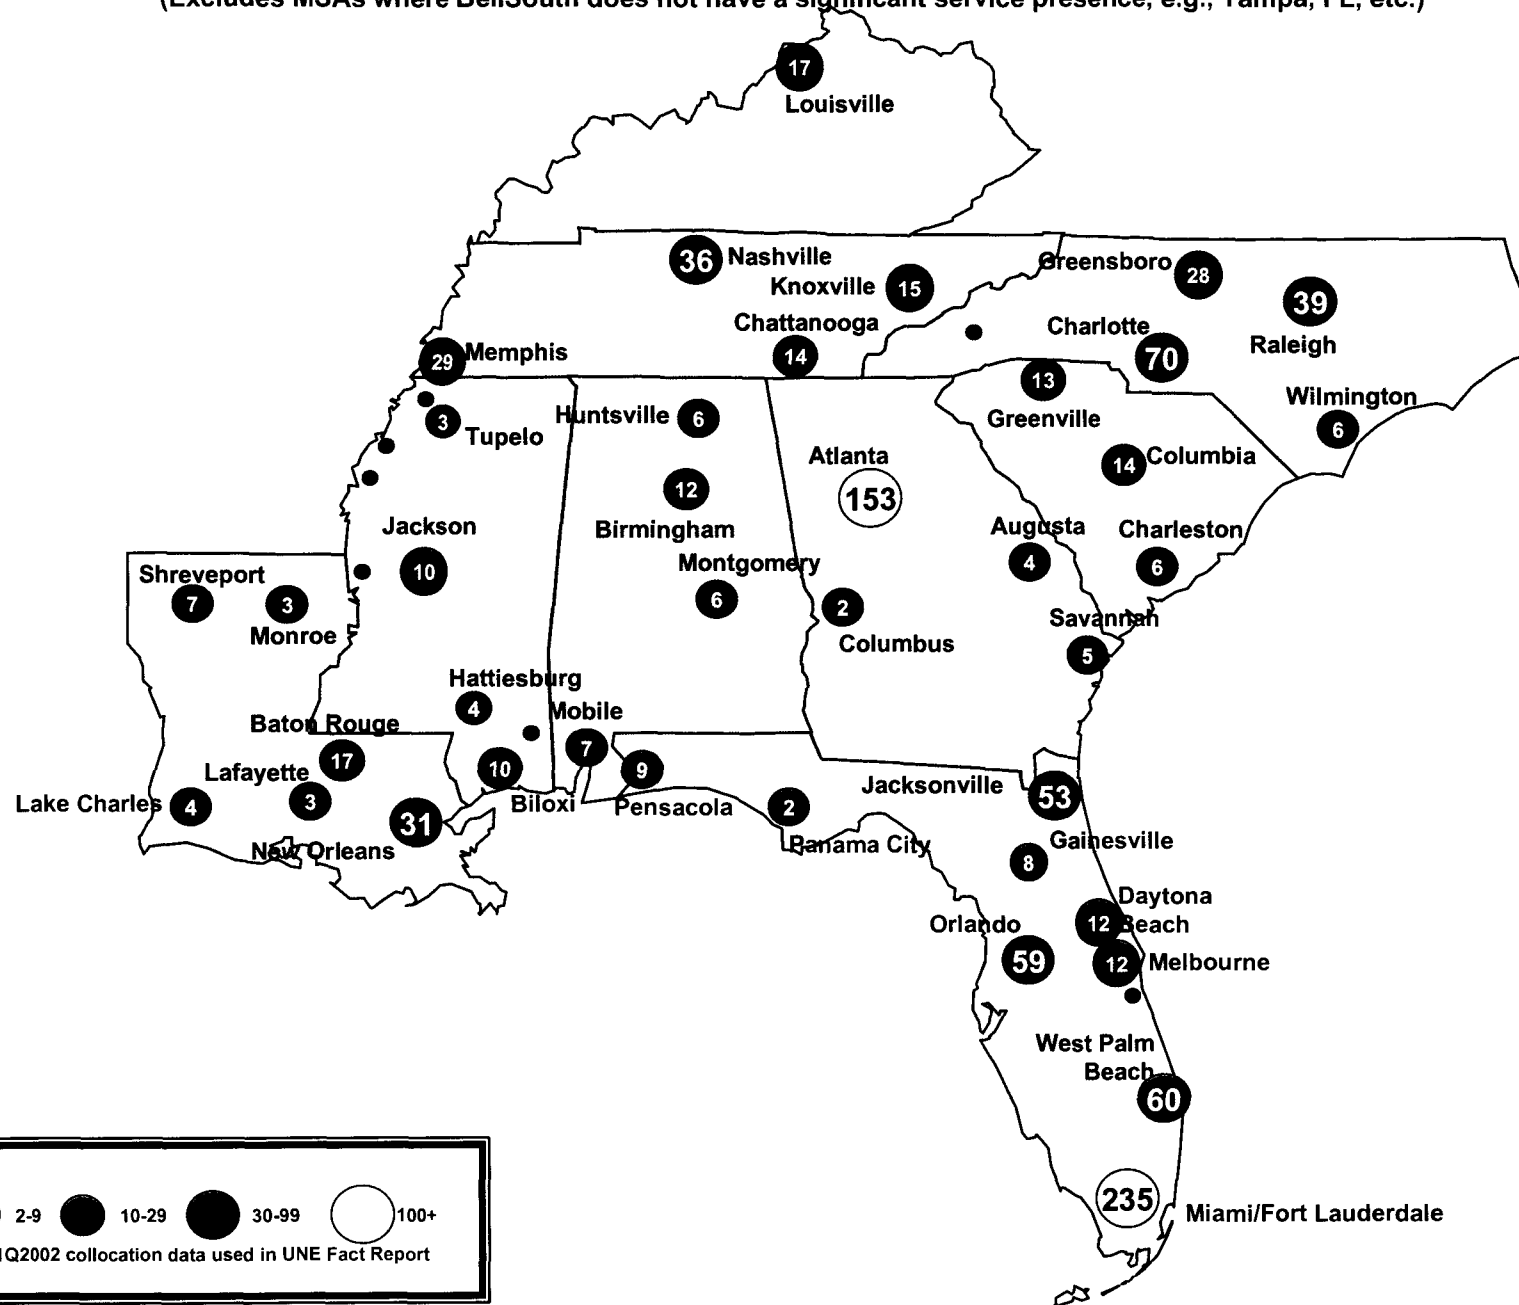 (Excludes MSAs where BellSouth does not have a significant service presence, e.g., Tampa, FL, etc.)
17
Louisville
36 Nashville
Knoxville 15
Greensboro 28
39
Raleigh
Chattanooga
14
Charlotte
70
29 Memphis
13
Greenville
Wilmington
6
3
Tupelo
Huntsville 6
Atlanta
153
14 Columbia
12
Birmingham
Jackson
10
Augusta
4
Charleston
6
Montgomery
6
Shreveport
7
3
Monroe
2
Columbus
Savannah
5
Hattiesburg
4
Mobile
7
Baton Rouge
17
Lafayette
3
10
Biloxi
9
Pensacola
Lake Charles 4
31
New Orleans
2
Panama City
Jacksonville
53
Gainesville
8
Daytona
12 Beach
Orlando
59
12 Melbourne
West Palm
Beach
60
235
Miami/Fort Lauderdale
2-9 10-29 30-99 100+
1Q2002 collocation data used in UNE Fact Report